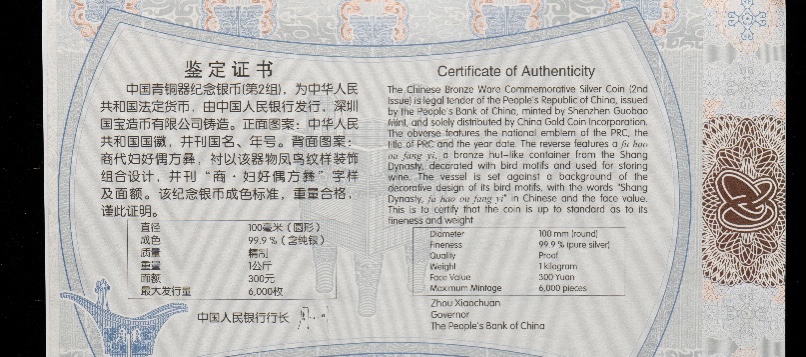 鉴定证书
中国青铜器纪念银币(第2组)，为中华人民
共和国法定货币，由中国人民银行发行，深圳
国宝造币有限公司铸造。正面图案：中华人民
共和国国徽，并刊国名、年号。背面图案：
商代妇好偶方彝，衬以该器物凤鸟纹样装饰
组合设计，并刊“商·妇好偶方彝”字样
及面额。该纪念银币成色标准，重量合格，
谨此证明。
直径 100毫米（圆形）
成色 99.9%（含纯银）
质量 精制
重量 1公斤
面额 300元
最大发行量 6,000枚
中国人民银行行长
Certificate of Authenticity
The Chinese Bronze Ware Commemorative Silver Coin (2nd
Issue) is legal tender of the People's Republic of China, issued
by the People's Bank of China, minted by Shenzhen Guobao
Mint, and solely distributed by China Gold Coin Incorporation.
The obverse features the national emblem of the PRC, the
title of PRC and the year date. The reverse features a fu hao
ou fang yi, a bronze hut-like container from the Shang
Dynasty, decorated with bird motifs and used for storing
wine. The vessel is set against a background of the
decorative design of its bird motifs, with the words "Shang
Dynasty, fu hao ou fang yi" in Chinese and the face value.
This is to certify that the coin is up to standard as to its
fineness and weight
Diameter 100 mm (round)
Fineness 99.9 % (pure silver)
Quality Proof
Weight 1 kilogram
Face Value 300 Yuan
Maximum Mintage 6,000 pieces
Zhou Xiaochuan
Governor
The People's Bank of China